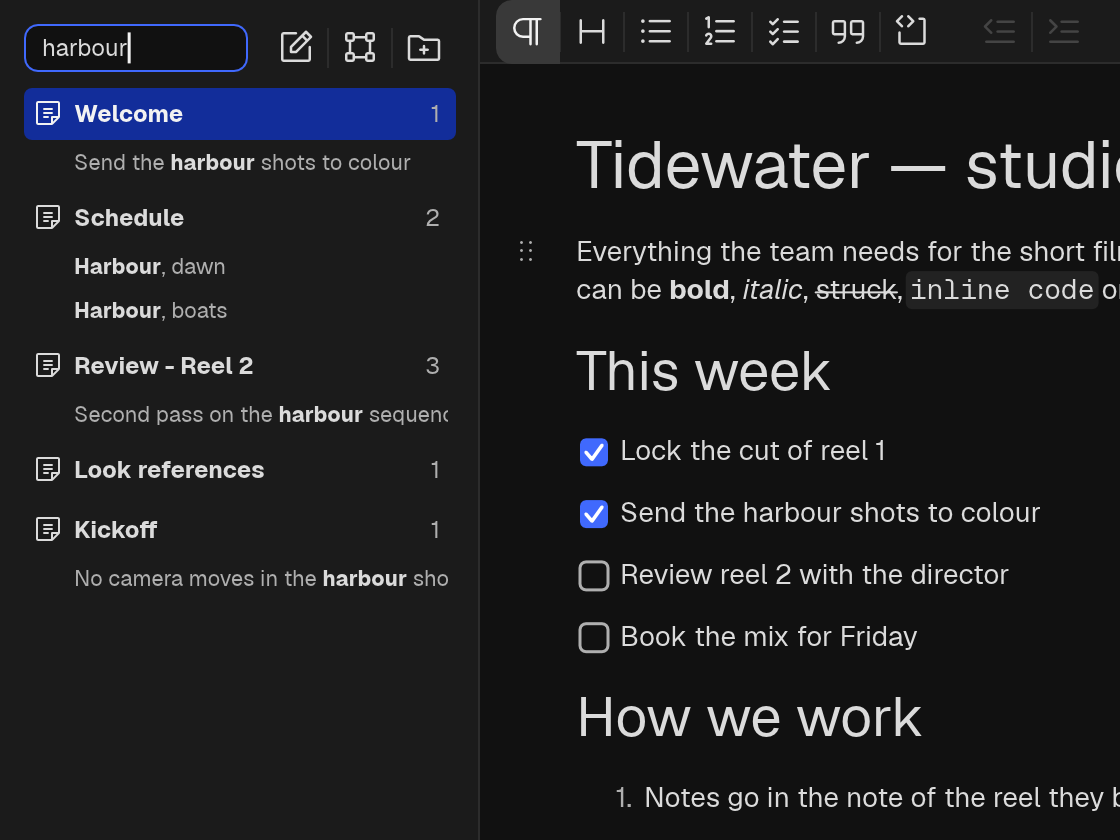 harbour
Welcome 1
Send the harbour shots to colour
Schedule 2
Harbour, dawn
Harbour, boats
Review - Reel 2 3
Second pass on the harbour
Look references 1
Kickoff 1
No camera moves in the harbour
Tidewater —
Everything the team needs for the short
can be bold, italic, struck, inline code
This week
Lock the cut of reel 1
Send the harbour shots to colour
Review reel 2 with the director
Book the mix for Friday
How we work
1. Notes go in the note of the reel they